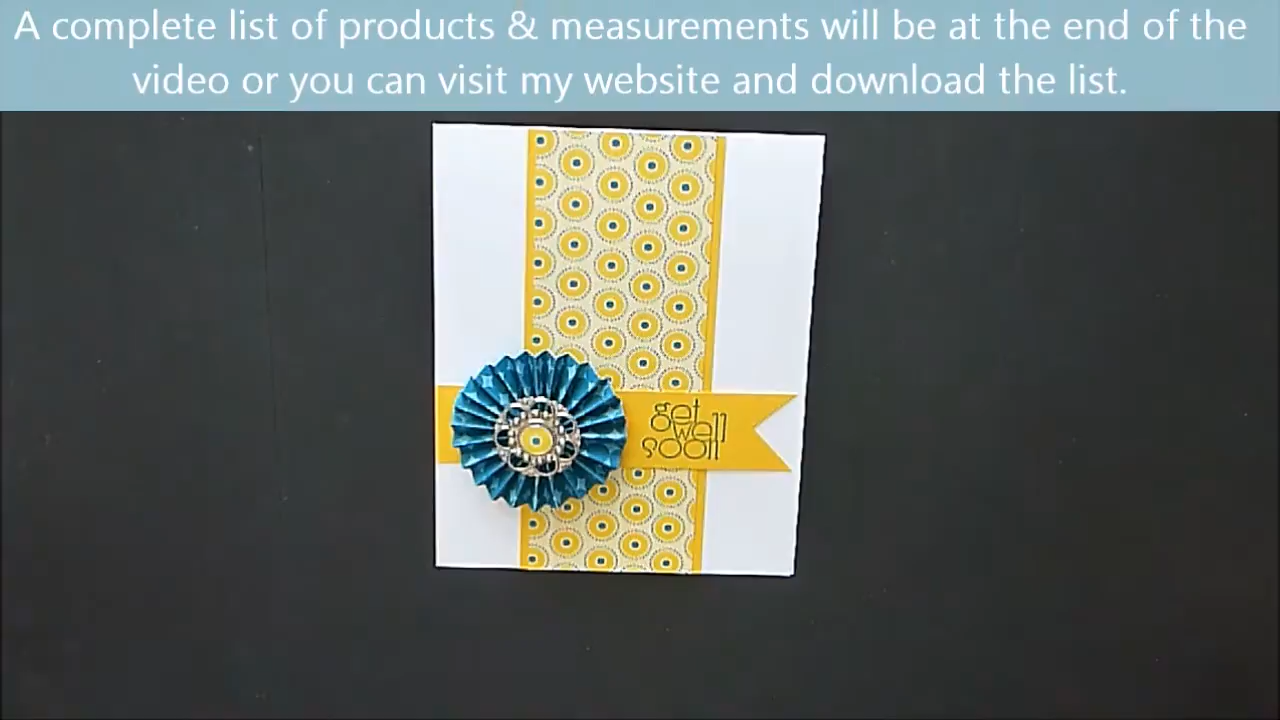 A complete list of products & measurements will be at the end of the
video or you can visit my website and download the list.
get
well
soon